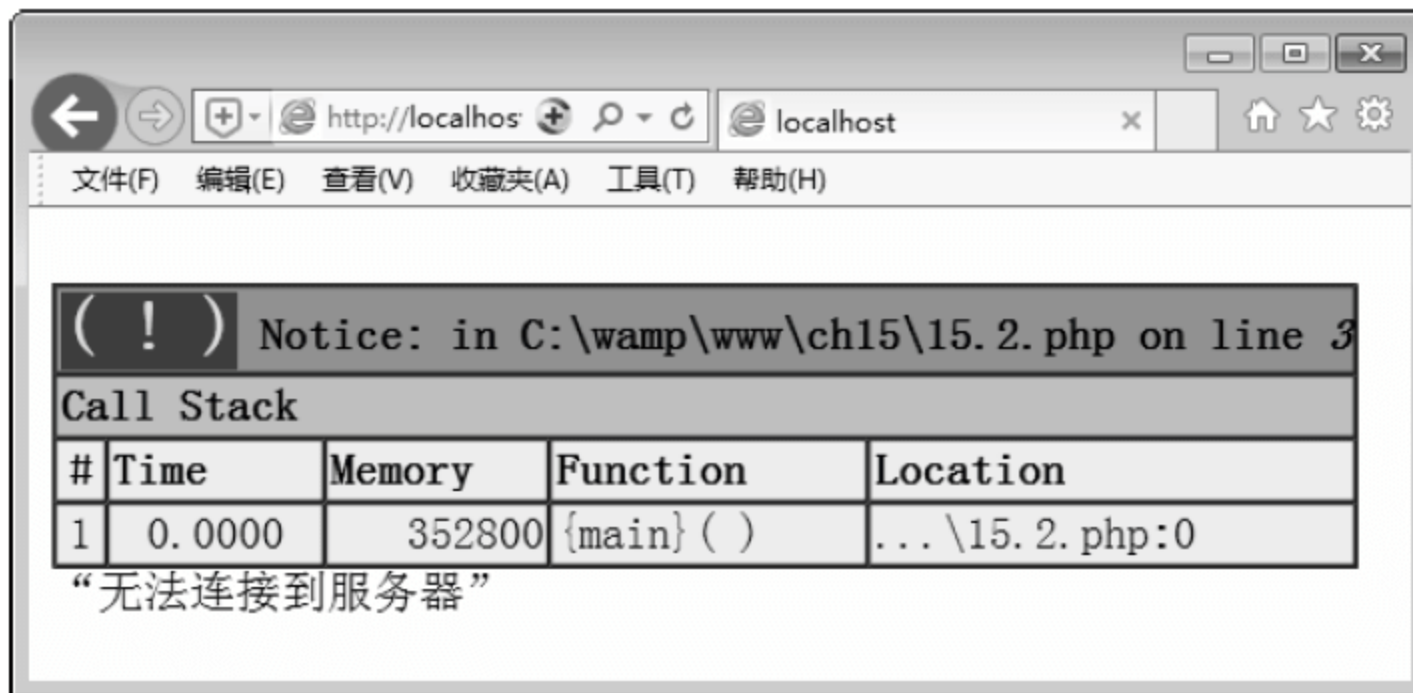 http://localhos
localhost
文件(F) 编辑(E) 查看(V) 收藏夹(A) 工具(T) 帮助(H)
( ! ) Notice: in C:\wamp\www\ch15\15.2.php on line 3
Call Stack
# Time Memory Function Location
1 0.0000 352800 {main}( ) ...\15.2.php:0
“无法连接到服务器”